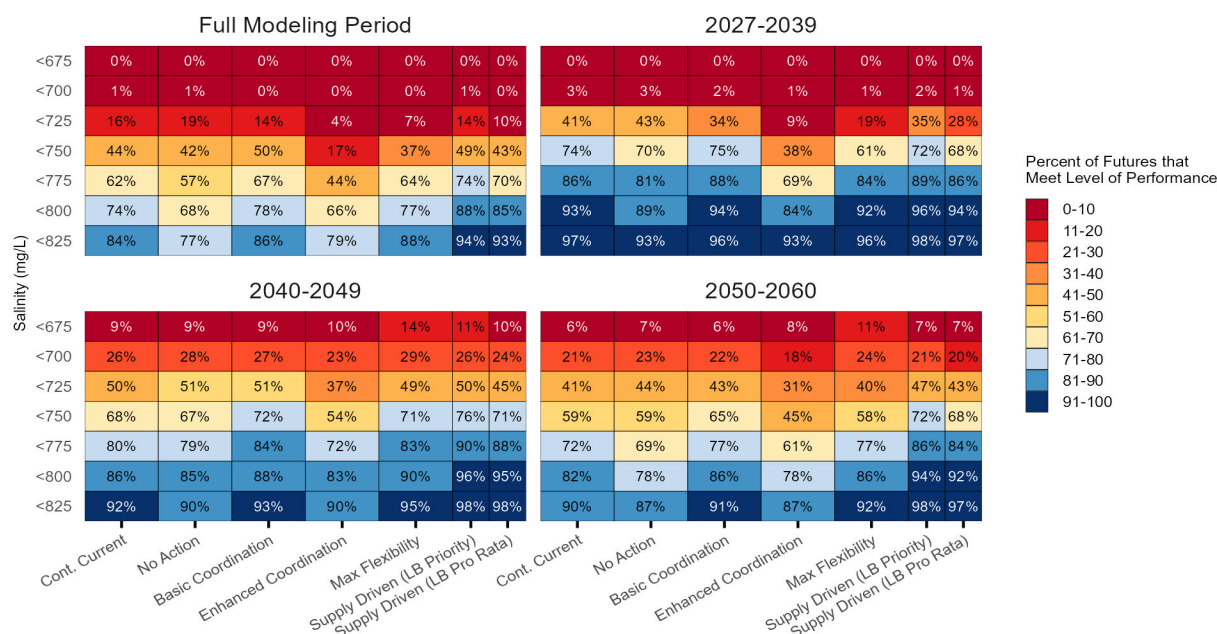 Full Modeling Period
2027-2039
<675 0% 0% 0% 0% 0% 0% 0% 0% 0% 0% 0% 0% 0% 0%
<700 1% 1% 0% 0% 0% 1% 0% 3% 3% 2% 1% 1% 2% 1%
<725 16% 19% 14% 4% 7% 14% 10% 41% 43% 34% 9% 19% 35% 28%
<750 44% 42% 50% 17% 37% 49% 43% 74% 70% 75% 38% 61% 72% 68%
<775 62% 57% 67% 44% 64% 74% 70% 86% 81% 88% 69% 84% 89% 86%
<800 74% 68% 78% 66% 77% 88% 85% 93% 89% 94% 84% 92% 96% 94%
<825 84% 77% 86% 79% 88% 94% 93% 97% 93% 96% 93% 96% 98% 97%
Salinity (mg/L)
2040-2049
2050-2060
<675 9% 9% 9% 10% 14% 11% 10% 6% 7% 6% 8% 11% 7% 7%
<700 26% 28% 27% 23% 29% 26% 24% 21% 23% 22% 18% 24% 21% 20%
<725 50% 51% 51% 37% 49% 50% 45% 41% 44% 43% 31% 40% 47% 43%
<750 68% 67% 72% 54% 71% 76% 71% 59% 59% 65% 45% 58% 72% 68%
<775 80% 79% 84% 72% 83% 90% 88% 72% 69% 77% 61% 77% 86% 84%
<800 86% 85% 88% 83% 90% 96% 95% 82% 78% 86% 78% 86% 94% 92%
<825 92% 90% 93% 90% 95% 98% 98% 90% 87% 91% 87% 92% 98% 97%
Cont. Current
No Action
Basic Coordination
Enhanced Coordination
Max Flexibility
Supply Driven (LB Priority)
Supply Driven (LB Pro Rata)
Cont. Current
No Action
Basic Coordination
Enhanced Coordination
Max Flexibility
Supply Driven (LB Priority)
Supply Driven (LB Pro Rata)
Percent of Futures that
Meet Level of Performance
0-10
11-20
21-30
31-40
41-50
51-60
61-70
71-80
81-90
91-100